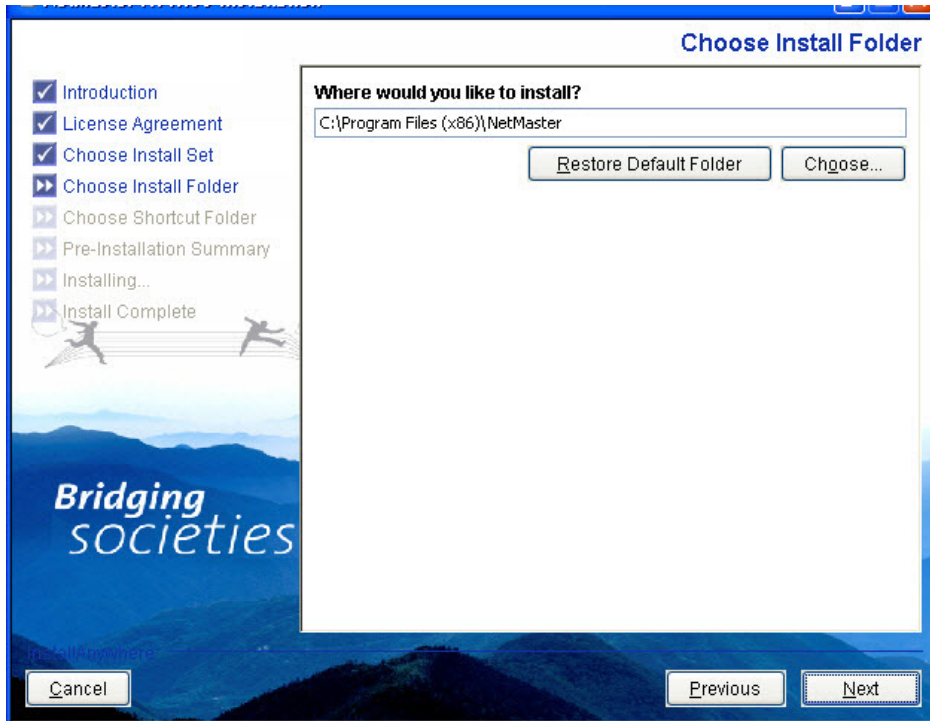 Choose Install Folder
Introduction
License Agreement
Choose Install Set
Choose Install Folder
Choose Shortcut Folder
Pre-Installation Summary
Installing...
Install Complete
Where would you like to install?
C:\Program Files (x86)\NetMaster
Restore Default Folder
Choose...
Bridging
societies
InstallAnywhere
Cancel
Previous
Next